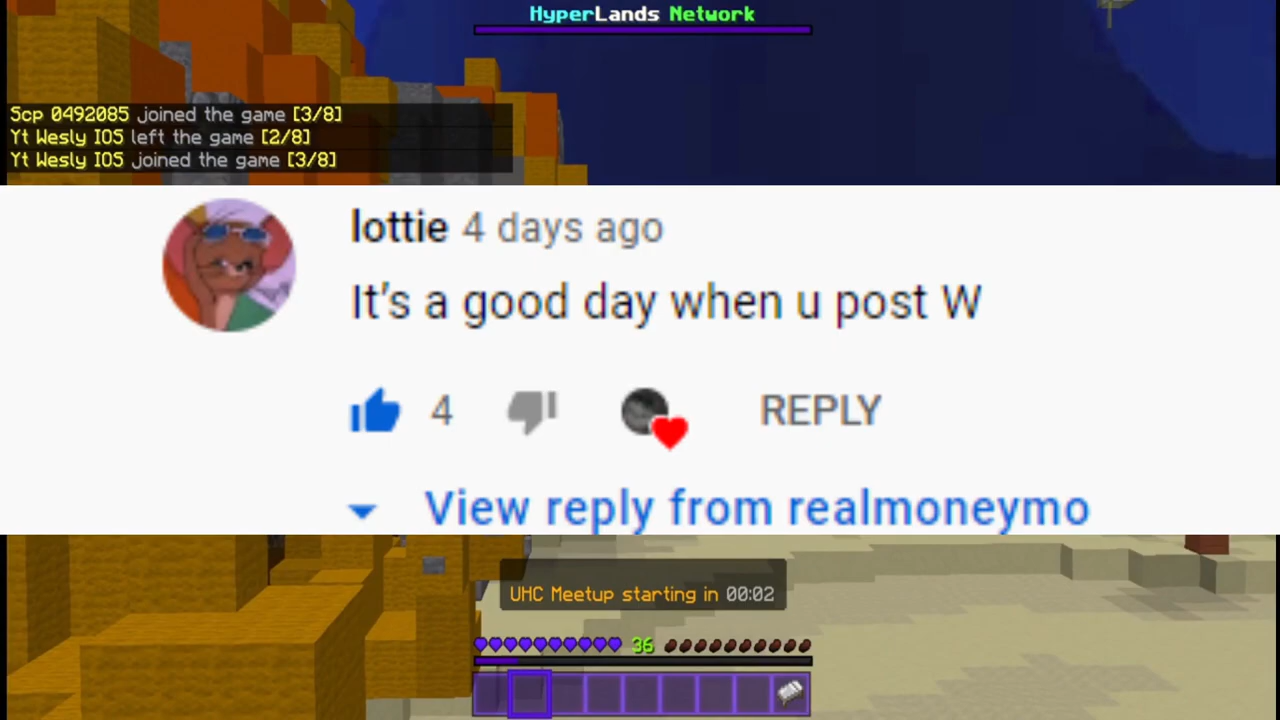 HyperLands Network
Scp 0492085 joined the game [3/8]
Yt Wesly IOS left the game [2/8]
Yt Wesly IOS joined the game [3/8]
lottie 4 days ago
It's a good day when u post W
4 REPLY
View reply from realmoneymo
UHC Meetup starting in 00:02
36